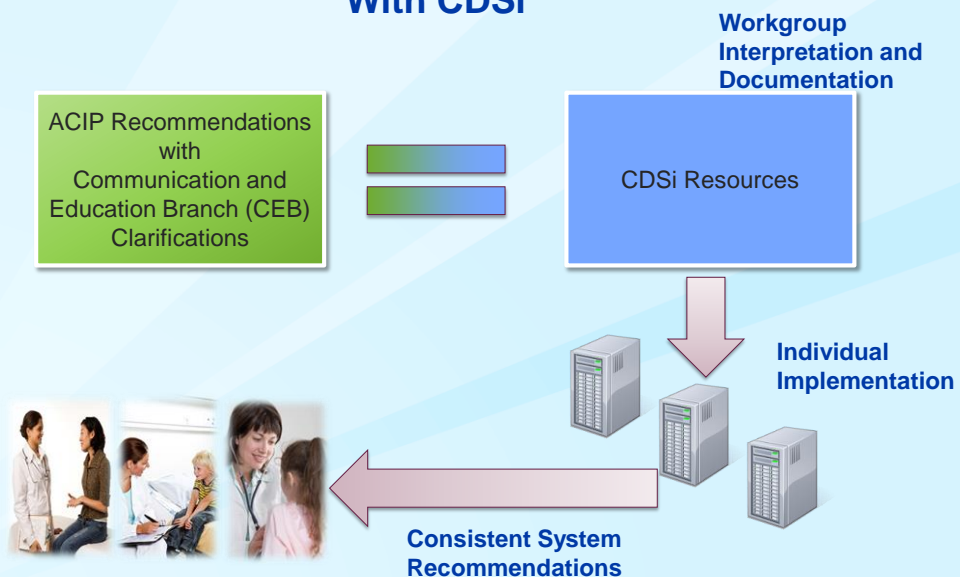 With CDSi
Workgroup
Interpretation and
Documentation
ACIP Recommendations
with
Communication and
Education Branch (CEB)
Clarifications
CDSi Resources
Individual
Implementation
Consistent System
Recommendations